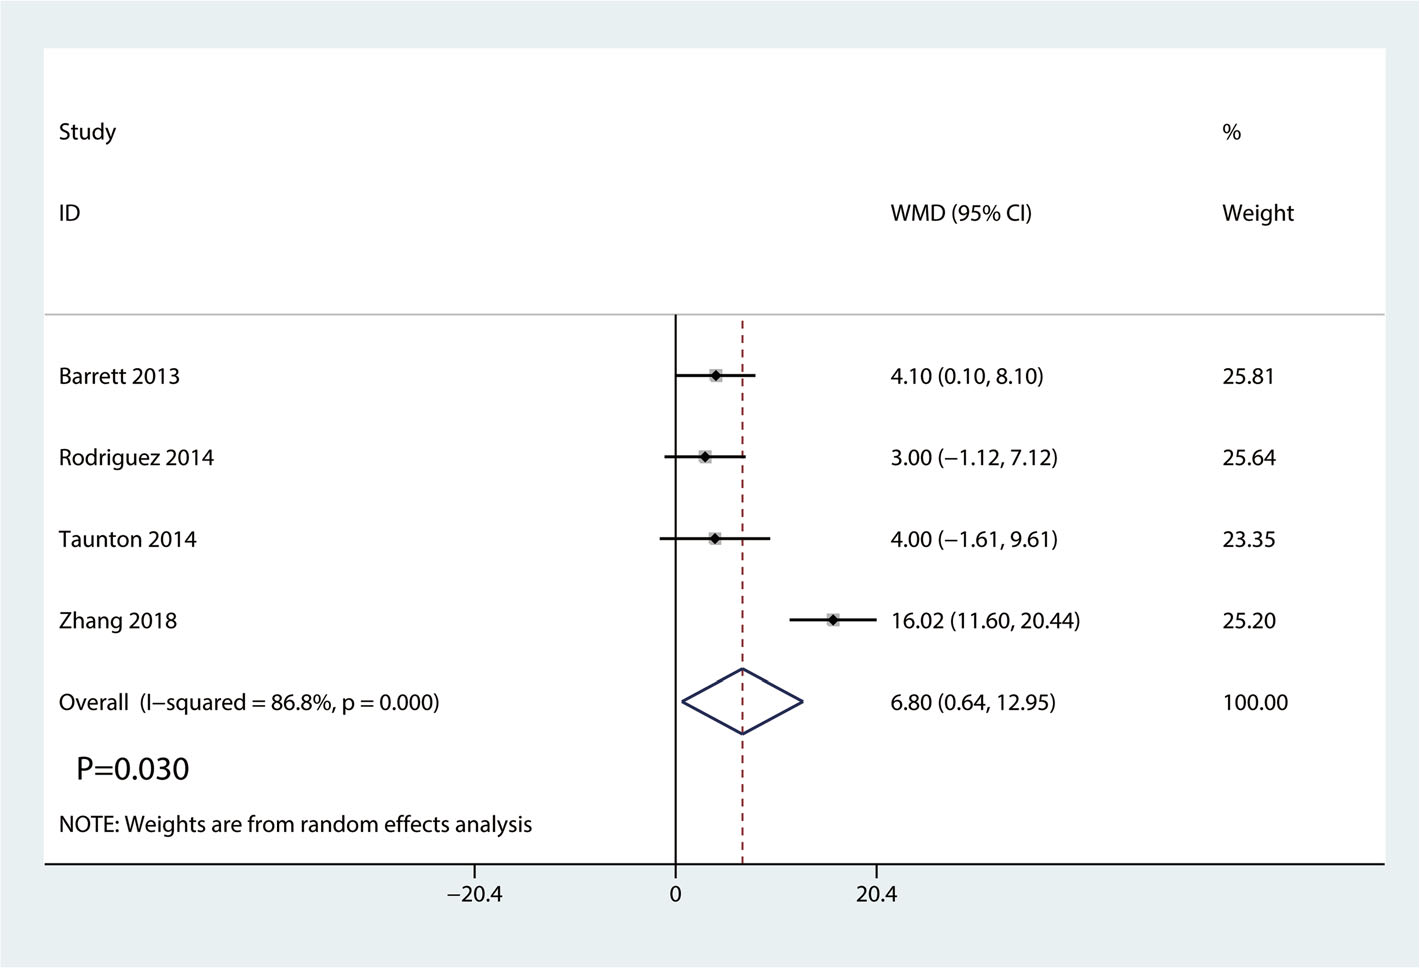 Study %
ID WMD (95% CI) Weight
Barrett 2013 4.10 (0.10, 8.10) 25.81
Rodriguez 2014 3.00 (−1.12, 7.12) 25.64
Taunton 2014 4.00 (−1.61, 9.61) 23.35
Zhang 2018 16.02 (11.60, 20.44) 25.20
Overall (I−squared = 86.8%, p = 0.000) 6.80 (0.64, 12.95) 100.00
P=0.030
NOTE: Weights are from random effects analysis
−20.4 0 20.4